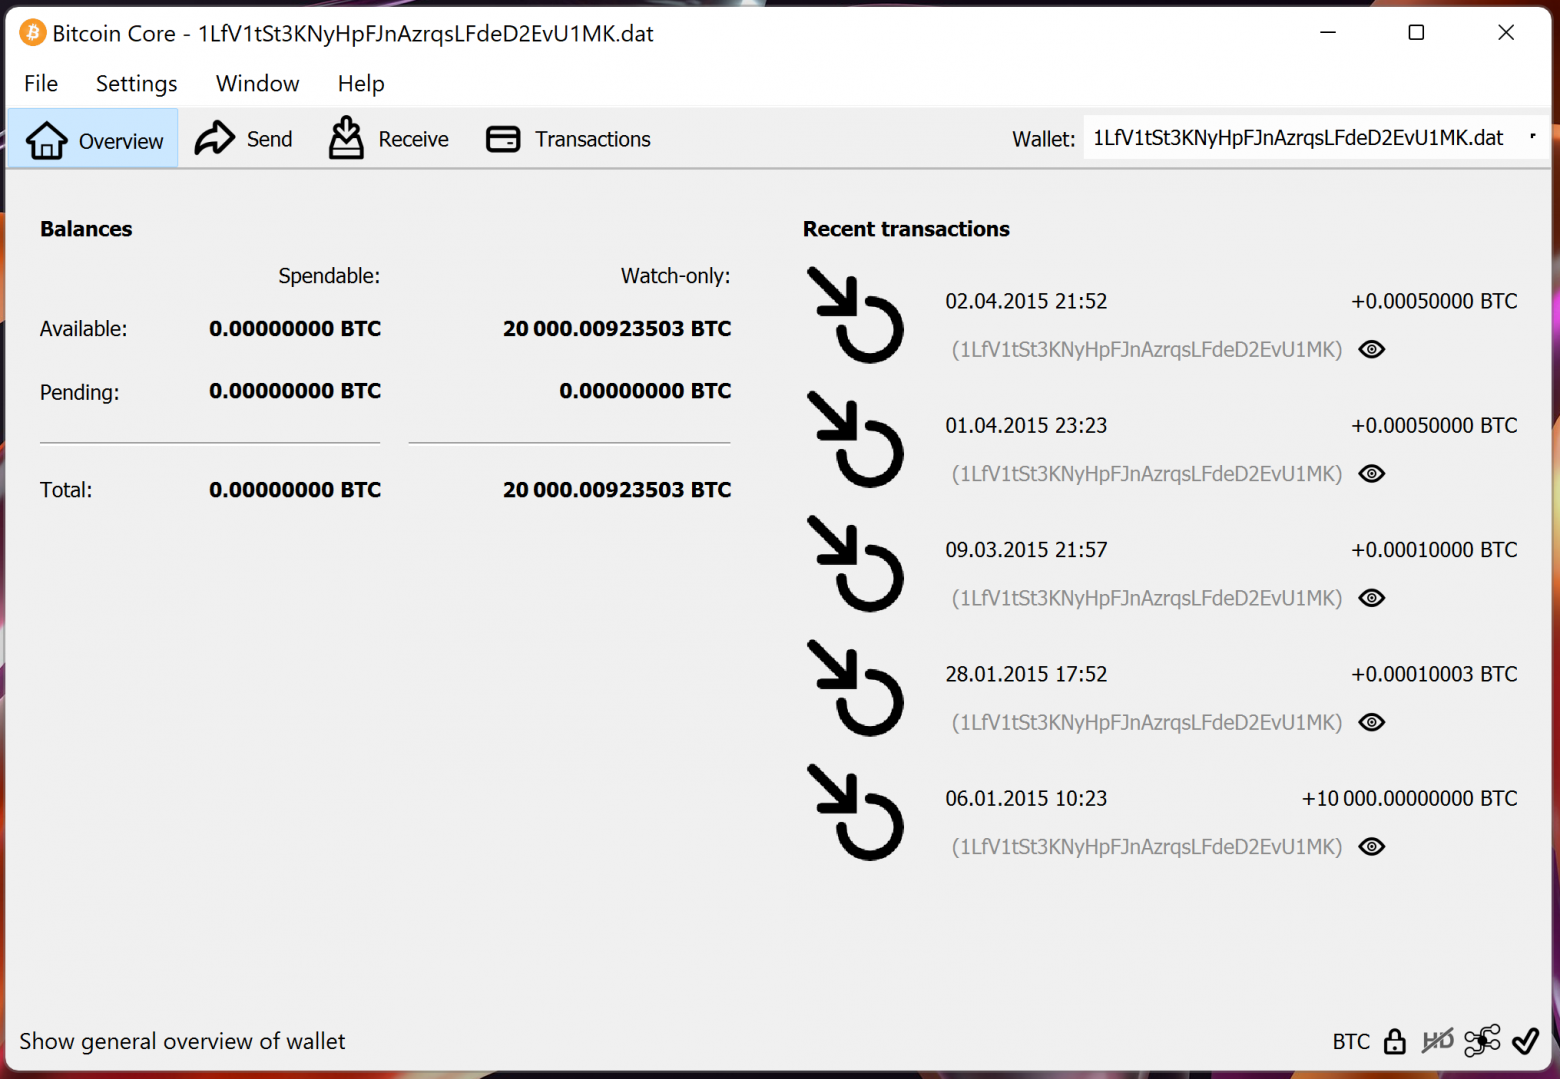 Bitcoin Core - 1LfV1tSt3KNyHpFJnAzrqsLFdeD2EvU1MK.dat
File Settings Window Help
Overview Send Receive Transactions Wallet: 1LfV1tSt3KNyHpFJnAzrqsLFdeD2EvU1MK.dat
Balances
Spendable: Watch-only:
Available: 0.00000000 BTC 20 000.00923503 BTC
Pending: 0.00000000 BTC 0.00000000 BTC
Total: 0.00000000 BTC 20 000.00923503 BTC
Recent transactions
02.04.2015 21:52 +0.00050000 BTC
(1LfV1tSt3KNyHpFJnAzrqsLFdeD2EvU1MK)
01.04.2015 23:23 +0.00050000 BTC
(1LfV1tSt3KNyHpFJnAzrqsLFdeD2EvU1MK)
09.03.2015 21:57 +0.00010000 BTC
(1LfV1tSt3KNyHpFJnAzrqsLFdeD2EvU1MK)
28.01.2015 17:52 +0.00010003 BTC
(1LfV1tSt3KNyHpFJnAzrqsLFdeD2EvU1MK)
06.01.2015 10:23 +10 000.00000000 BTC
(1LfV1tSt3KNyHpFJnAzrqsLFdeD2EvU1MK)
Show general overview of wallet BTC HD